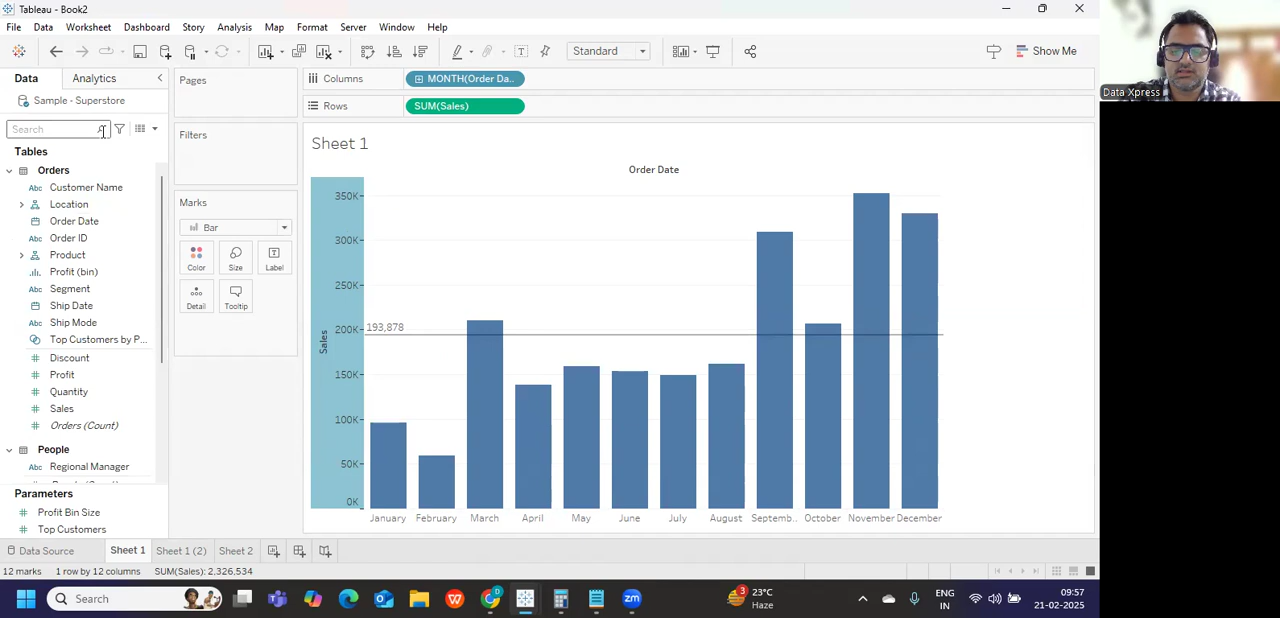 Tableau - Book2
File Data Worksheet Dashboard Story Analysis Map Format Server Window Help
Standard
Show Me
Data Analytics
Sample - Superstore
Search
Tables
Orders
Abc Customer Name
Location
Order Date
Abc Order ID
Product
Profit (bin)
Abc Segment
Ship Date
Abc Ship Mode
Top Customers by P...
Discount
Profit
Quantity
Sales
Orders (Count)
People
Abc Regional Manager
Parameters
Profit Bin Size
Top Customers
Pages
Filters
Marks
Bar
Color Size Label
Detail Tooltip
Columns MONTH(Order Da..
Rows SUM(Sales)
Sheet 1
Order Date
Sales
350K
300K
250K
200K
193,878
150K
100K
50K
0K
January February March April May June July August Septemb.. October November December
Data Source Sheet 1 Sheet 1 (2) Sheet 2
12 marks 1 row by 12 columns SUM(Sales): 2,326,534
Search
3
23°C
Haze
ENG
IN
09:57
21-02-2025
Data Xpress